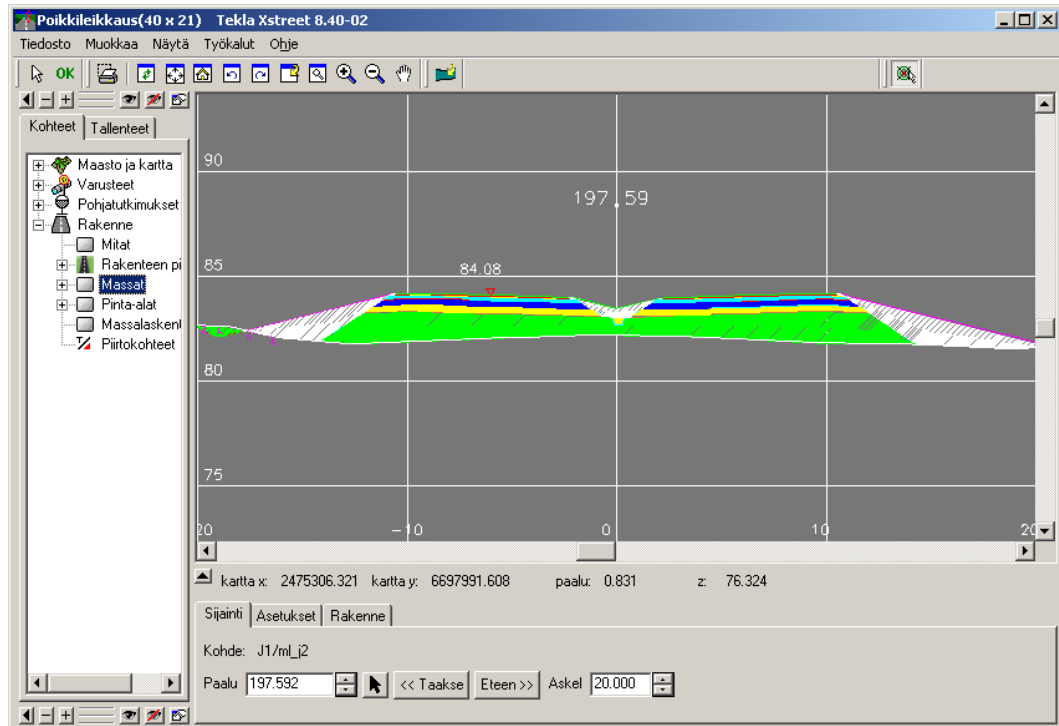 Poikkileikkaus(40 x 21) Tekla Xstreet 8.40-02
Tiedosto Muokkaa Näytä Työkalut Ohje
OK
Kohteet Tallenteet
Maasto ja kartta
Varusteet
Pohjatutkimukset
Rakenne
Mitat
Rakenteen pi
Massat
Pinta-alat
Massalaskent
Piirtokohteet
90
197.59
85
84.08
80
75
20 -10 0 10 20
kartta x: 2475306.321 kartta y: 6697991.608 paalu: 0.831 z: 76.324
Sijainti Asetukset Rakenne
Kohde: J1/ml_j2
Paalu 197.592 << Taakse Eteen >> Askel 20.000